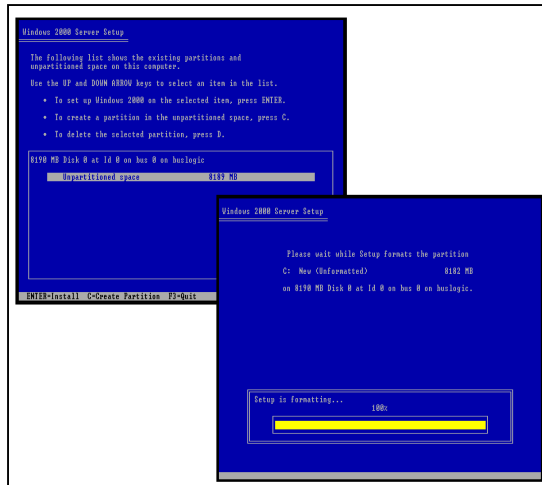 Windows 2000 Server Setup
The following list shows the existing partitions and
unpartitioned space on this computer.
Use the UP and DOWN ARROW keys to select an item in the list.
• To set up Windows 2000 on the selected item, press ENTER.
• To create a partition in the unpartitioned space, press C.
• To delete the selected partition, press D.
8190 MB Disk 0 at Id 0 on bus 0 on buslogic
Unpartitioned space 8189 MB
ENTER=Install C=Create Partition F3=Quit
Windows 2000 Server Setup
Please wait while Setup formats the partition
C: New (Unformatted) 8182 MB
on 8190 MB Disk 0 at Id 0 on bus 0 on buslogic.
Setup is formatting...
100%